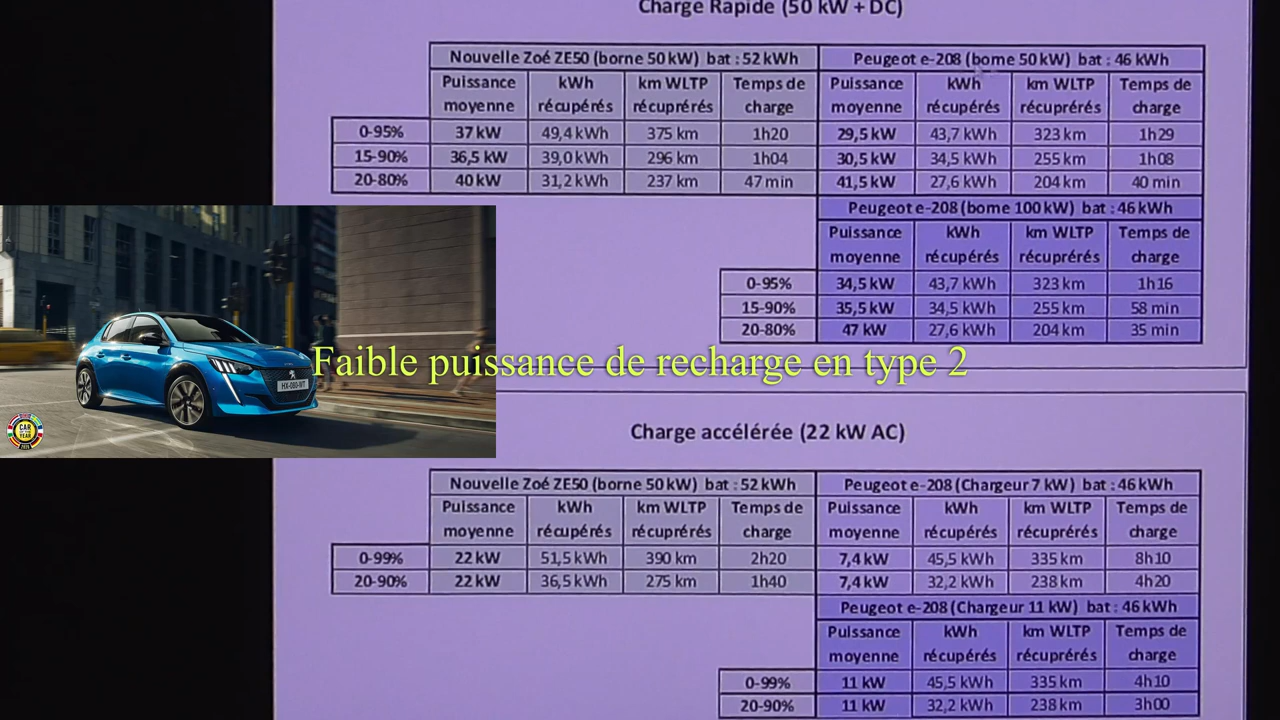 Charge Rapide (50 kW + DC)
Nouvelle Zoé ZE50 (borne 50 kW) bat : 52 kWh Peugeot e-208 (borne 50 kW) bat : 46 kWh
Puissance moyenne kWh récupérés km WLTP récuprérés Temps de charge Puissance moyenne kWh récupérés km WLTP récuprérés Temps de charge
0-95% 37 kW 49,4 kWh 375 km 1h20 29,5 kW 43,7 kWh 323 km 1h29
15-90% 36,5 kW 39,0 kWh 296 km 1h04 30,5 kW 34,5 kWh 255 km 1h08
20-80% 40 kW 31,2 kWh 237 km 47 min 41,5 kW 27,6 kWh 204 km 40 min
Peugeot e-208 (borne 100 kW) bat : 46 kWh
Puissance moyenne kWh récupérés km WLTP récuprérés Temps de charge
0-95% 34,5 kW 43,7 kWh 323 km 1h16
15-90% 35,5 kW 34,5 kWh 255 km 58 min
20-80% 47 kW 27,6 kWh 204 km 35 min
HX-080-WT
CAR OF THE YEAR
Faible puissance de recharge en type 2
Charge accélérée (22 kW AC)
Nouvelle Zoé ZE50 (borne 50 kW) bat : 52 kWh Peugeot e-208 (Chargeur 7 kW) bat : 46 kWh
Puissance moyenne kWh récupérés km WLTP récuprérés Temps de charge Puissance moyenne kWh récupérés km WLTP récuprérés Temps de charge
0-99% 22 kW 51,5 kWh 390 km 2h20 7,4 kW 45,5 kWh 335 km 8h10
20-90% 22 kW 36,5 kWh 275 km 1h40 7,4 kW 32,2 kWh 238 km 4h20
Peugeot e-208 (Chargeur 11 kW) bat : 46 kWh
Puissance moyenne kWh récupérés km WLTP récuprérés Temps de charge
0-99% 11 kW 45,5 kWh 335 km 4h10
20-90% 11 kW 32,2 kWh 238 km 3h00